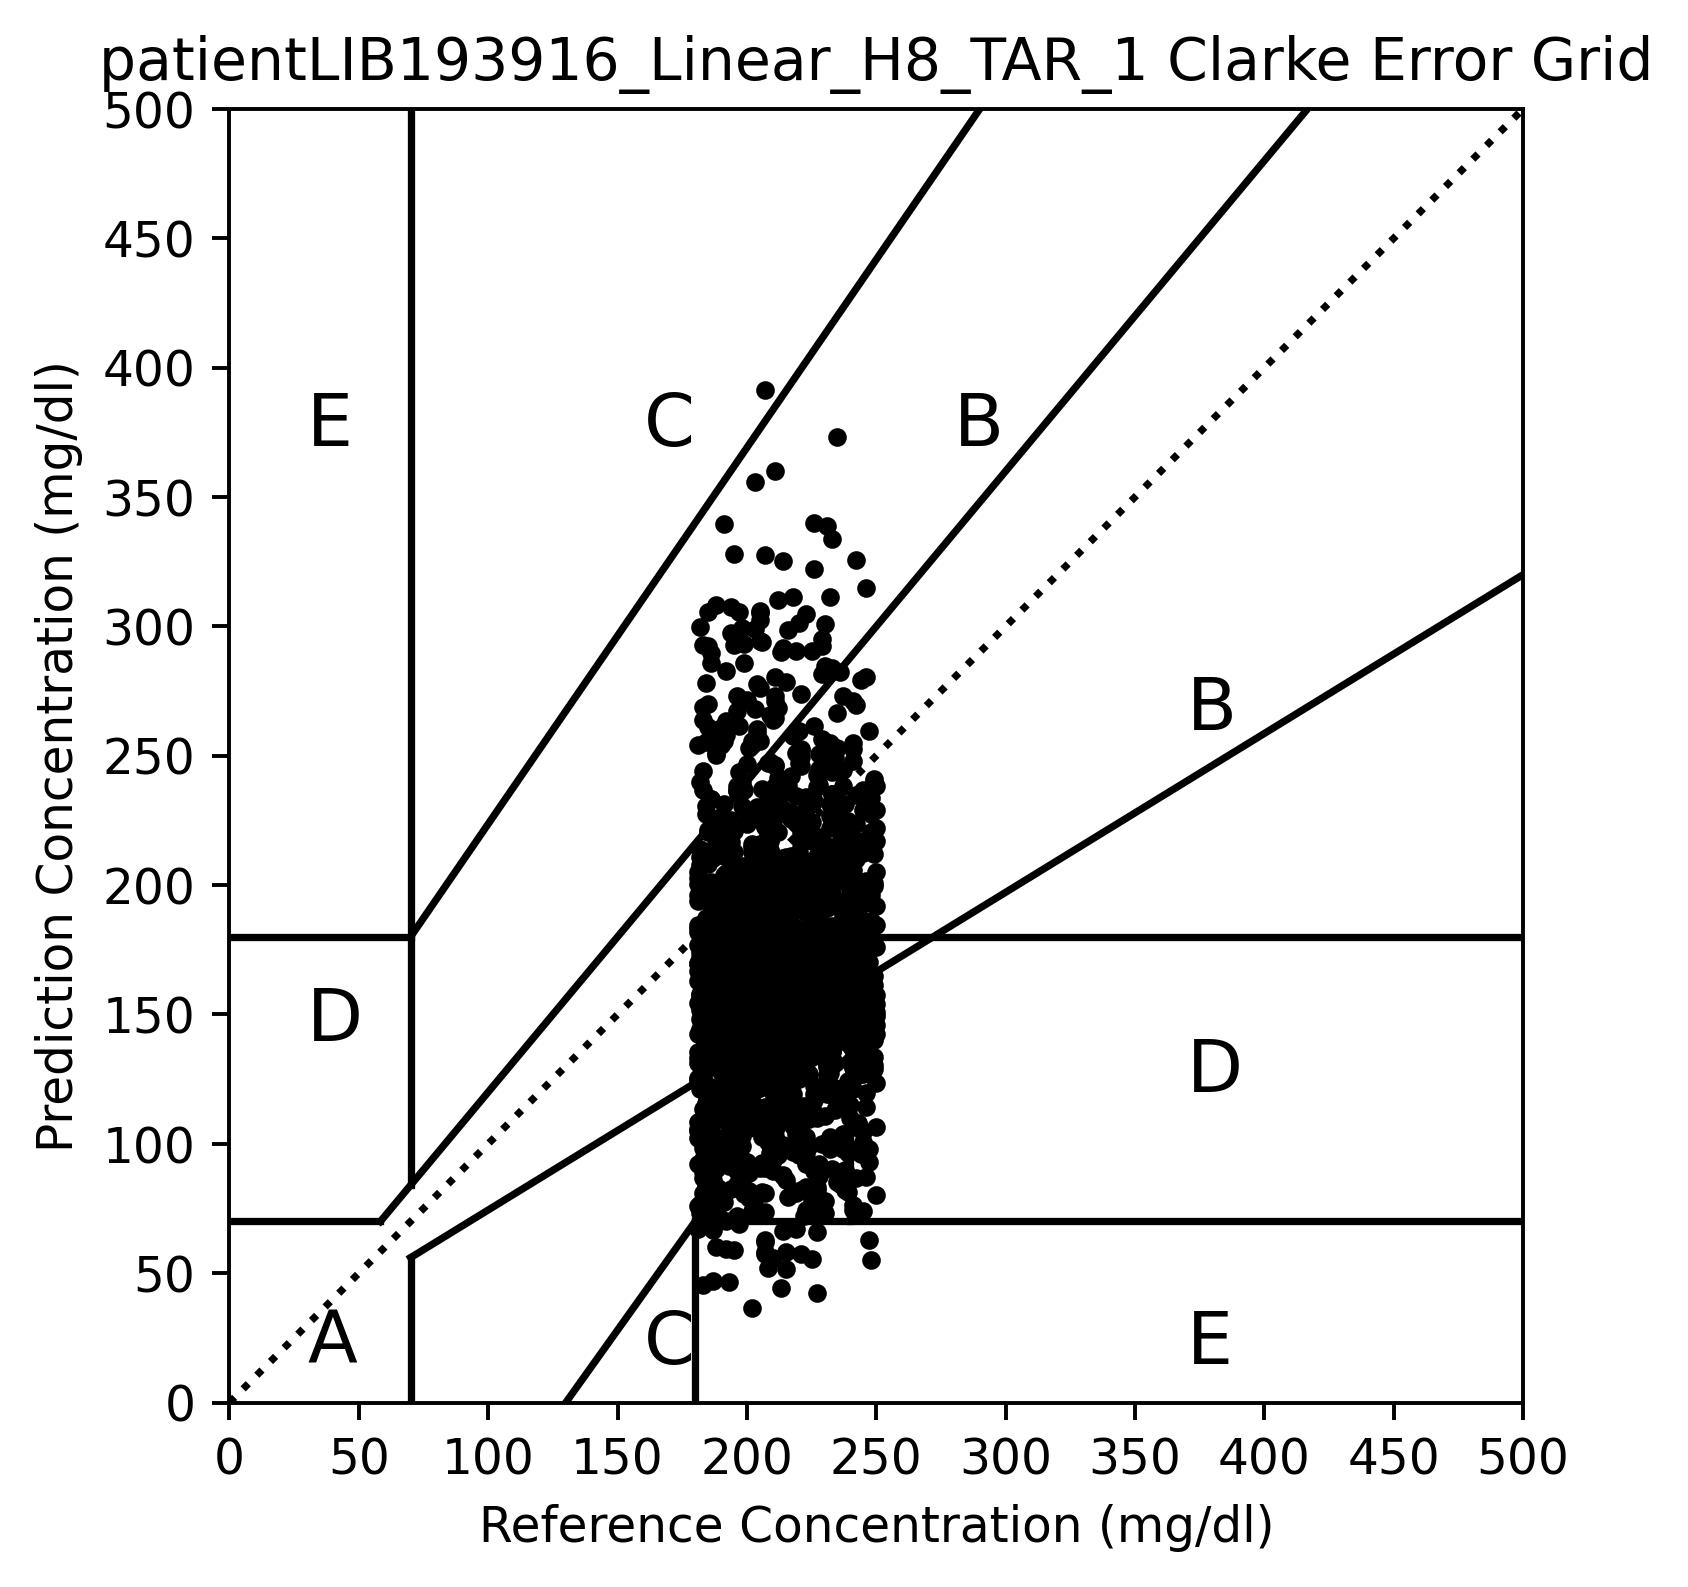 patientLIB193916_Linear_H8_TAR_1 Clarke Error Grid
Prediction Concentration (mg/dl)
500
450
400
350
300
250
200
150
100
50
0
E
C
B
B
D
D
A
C
E
0 50 100 150 200 250 300 350 400 450 500
Reference Concentration (mg/dl)